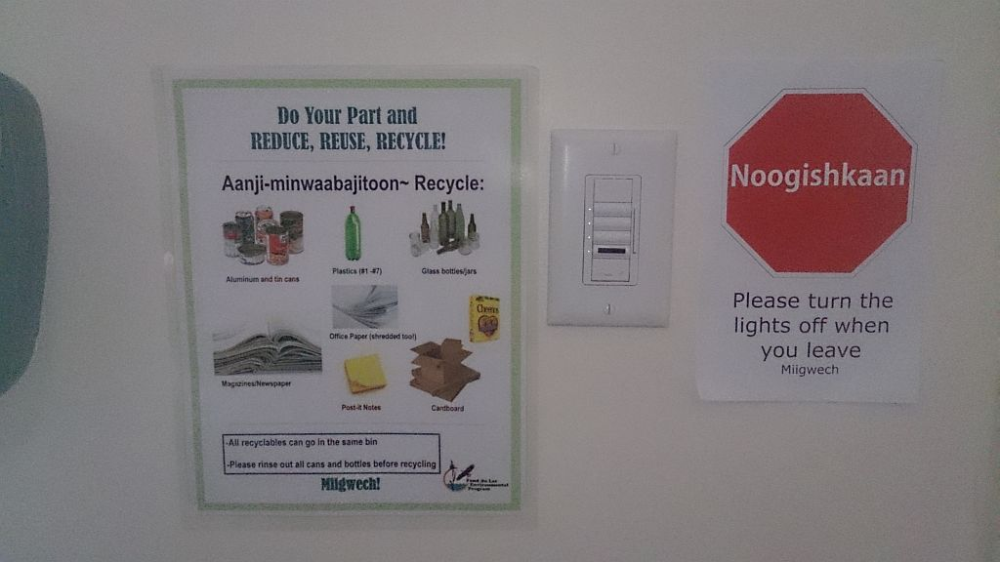 Do Your Part and
REDUCE, REUSE, RECYCLE!
Aanji-minwaabajitoon~ Recycle:
Aluminum and tin cans
Plastics (#1 -#7)
Glass bottles/jars
Office Paper (shredded too!)
Cheerios
Magazines/Newspaper
Post-it Notes
Cardboard
-All recyclables can go in the same bin
-Please rinse out all cans and bottles before recycling
Miigwech!
Fond du Lac
Environmental
Program
Noogishkaan
Please turn the
lights off when
you leave
Miigwech